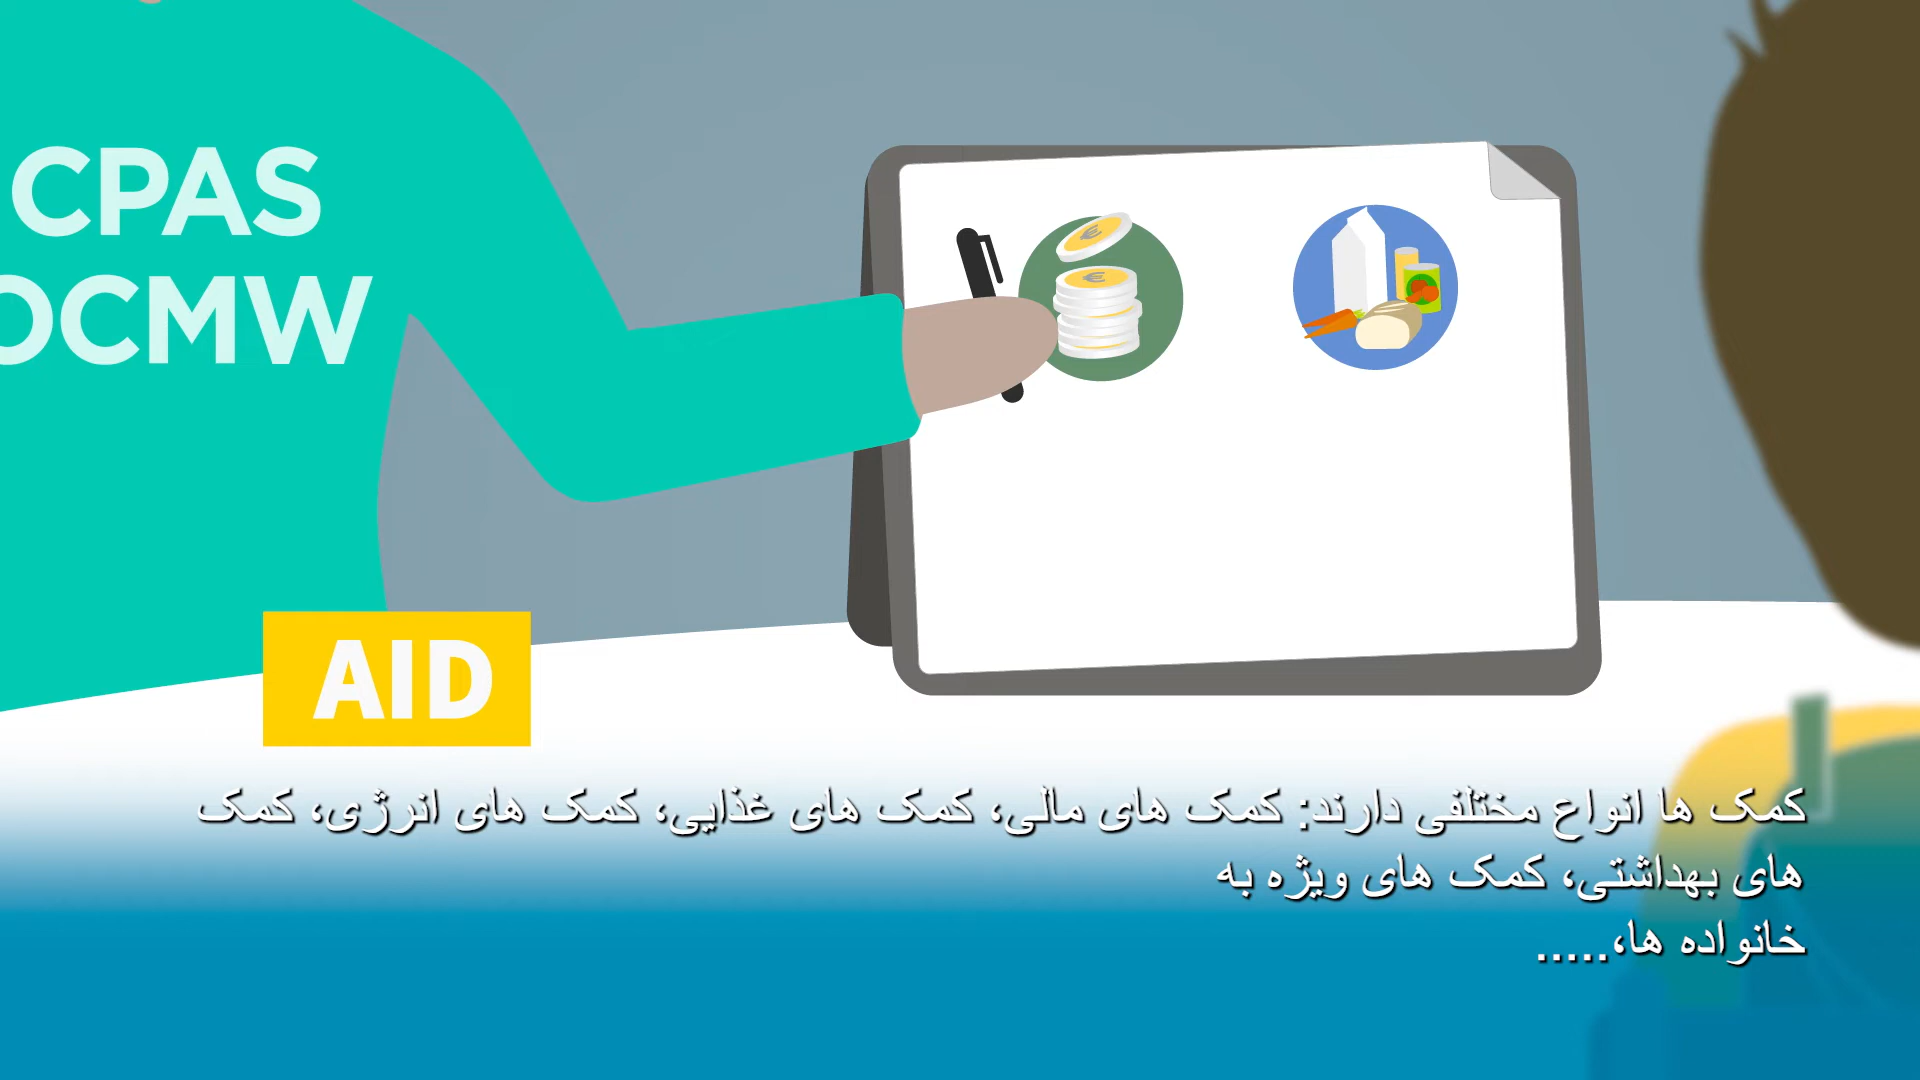 CPAS
OCMW
€
€
AID
کمک ها انواع مختلفی دارند: کمک های مالی، کمک های غذایی، کمک های انرژی، کمک
های بهداشتی، کمک های ویژه به
خانواده ها،.....